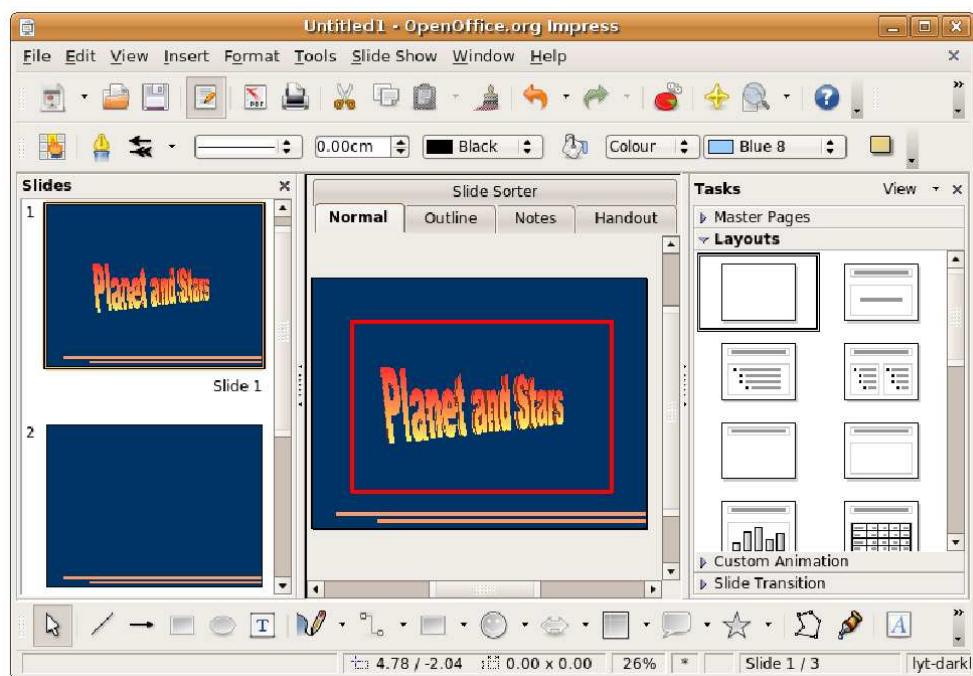 Untitled1 - OpenOffice.org Impress
File Edit View Insert Format Tools Slide Show Window Help
0.00cm Black Colour Blue 8
Slides
1
Planet and Stars
Slide 1
2
Slide Sorter
Normal Outline Notes Handout
Planet and Stars
Tasks View
Master Pages
Layouts
Custom Animation
Slide Transition
4.78 / -2.04 0.00 x 0.00 26% * Slide 1 / 3 lyt-darkl